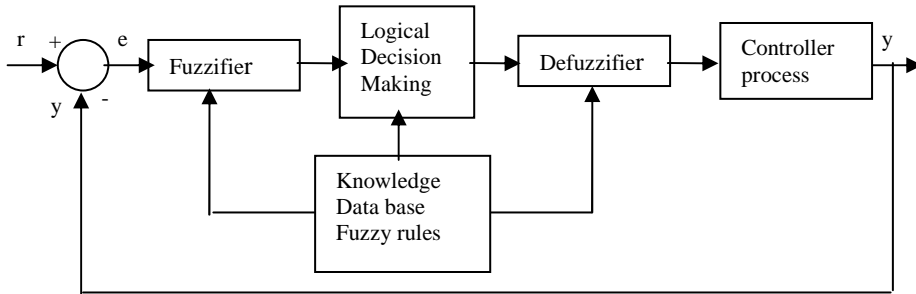 r
+
e
y
-
Fuzzifier
Logical
Decision
Making
Defuzzifier
Controller
process
y
Knowledge
Data base
Fuzzy rules